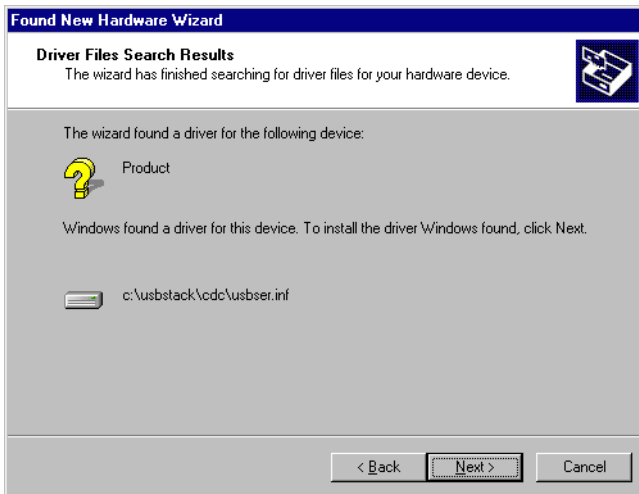 Found New Hardware Wizard
Driver Files Search Results
The wizard has finished searching for driver files for your hardware device.
The wizard found a driver for the following device:
Product
Windows found a driver for this device. To install the driver Windows found, click Next.
c:\usbstack\cdc\usbser.inf
< Back
Next >
Cancel